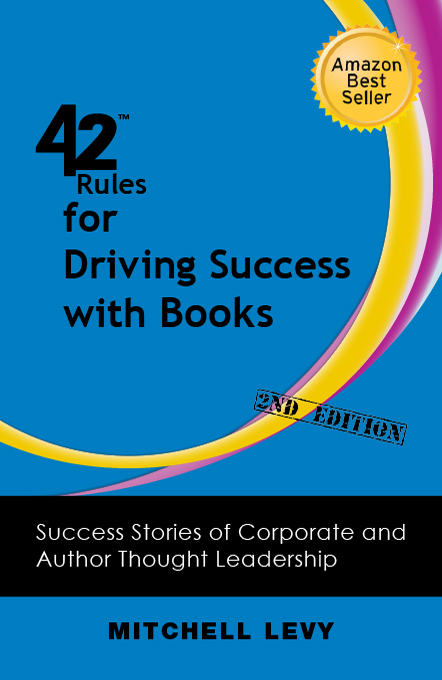 Amazon
Best
Seller
42™
Rules
for
Driving Success
with Books
2ND EDITION
Success Stories of Corporate and
Author Thought Leadership
MITCHELL LEVY